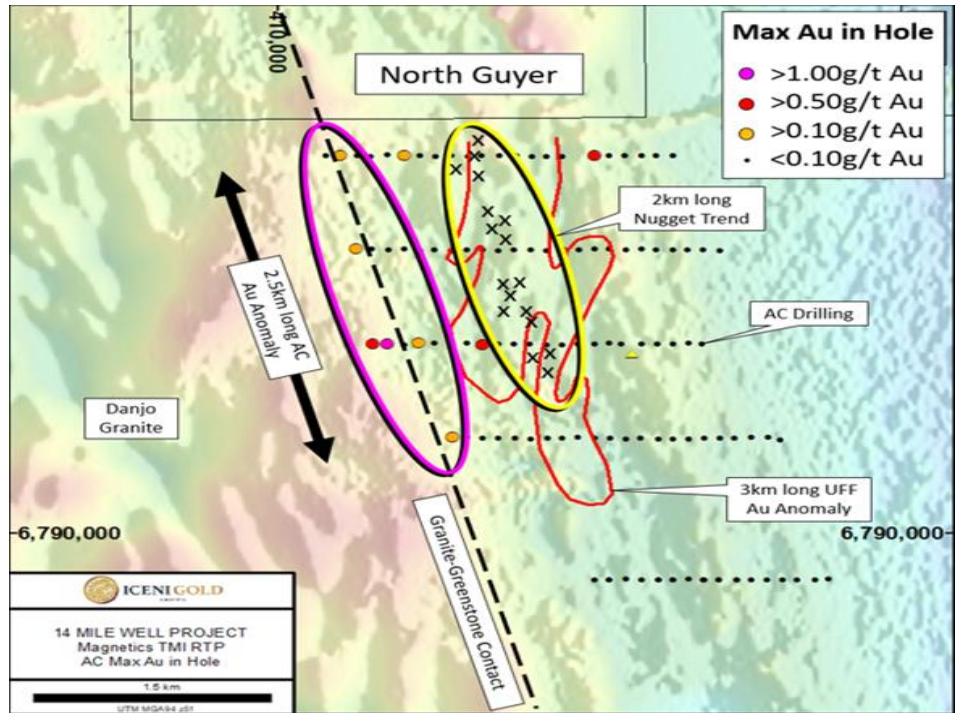 470,000
North Guyer
Max Au in Hole
>1.00g/t Au
>0.50g/t Au
>0.10g/t Au
<0.10g/t Au
2km long
Nugget Trend
2.5km long AC
Au Anomaly
AC Drilling
Danjo
Granite
3km long UFF
Au Anomaly
6,790,000
6,790,000
Granite-Greenstone Contact
ICENIGOLD
14 MILE WELL PROJECT
Magnetics TMI RTP
AC Max Au in Hole
1.5 km
UTM MGA94 z51